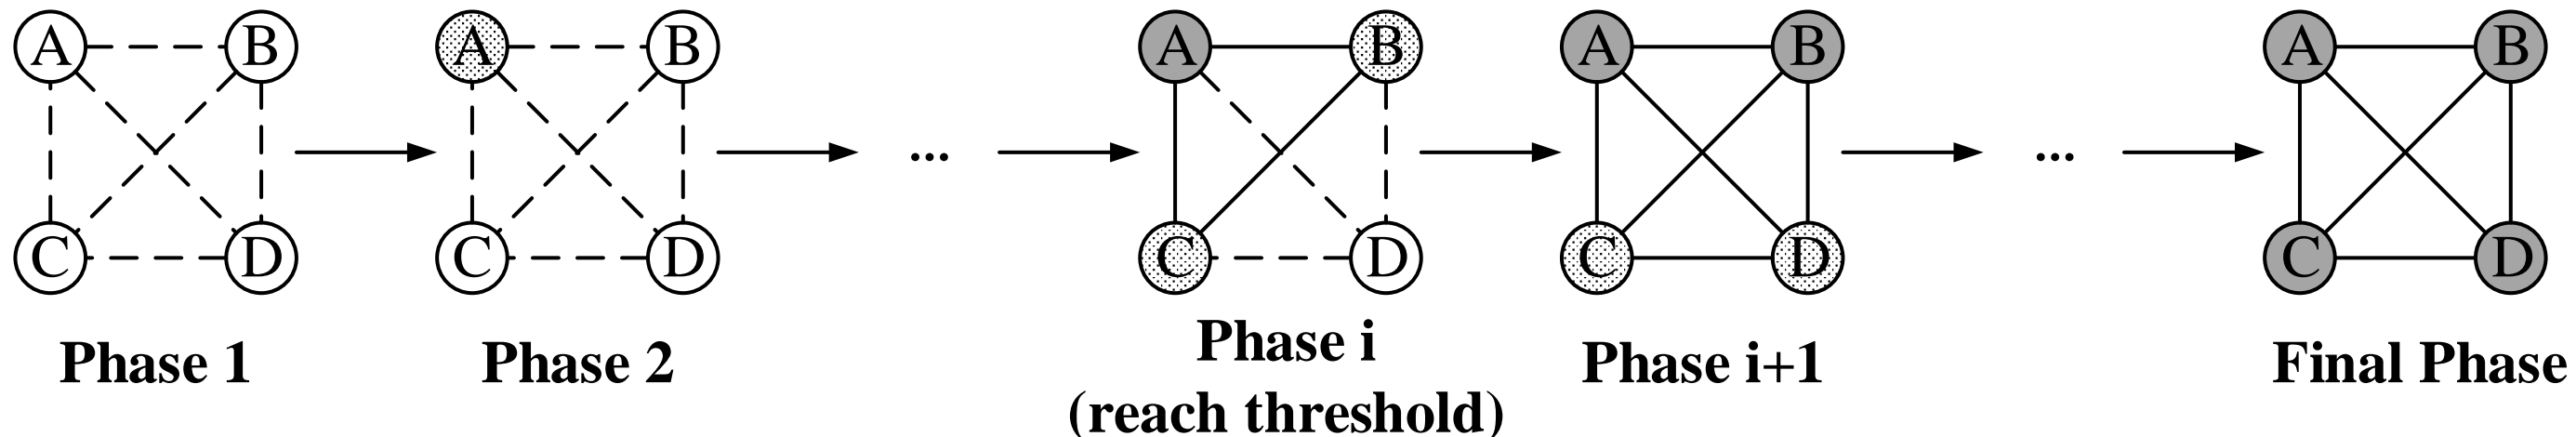 A B A B ... A B A B ... A B
C D C D C D C D C D
Phase 1 Phase 2 Phase i Phase i+1 Final Phase
(reach threshold)